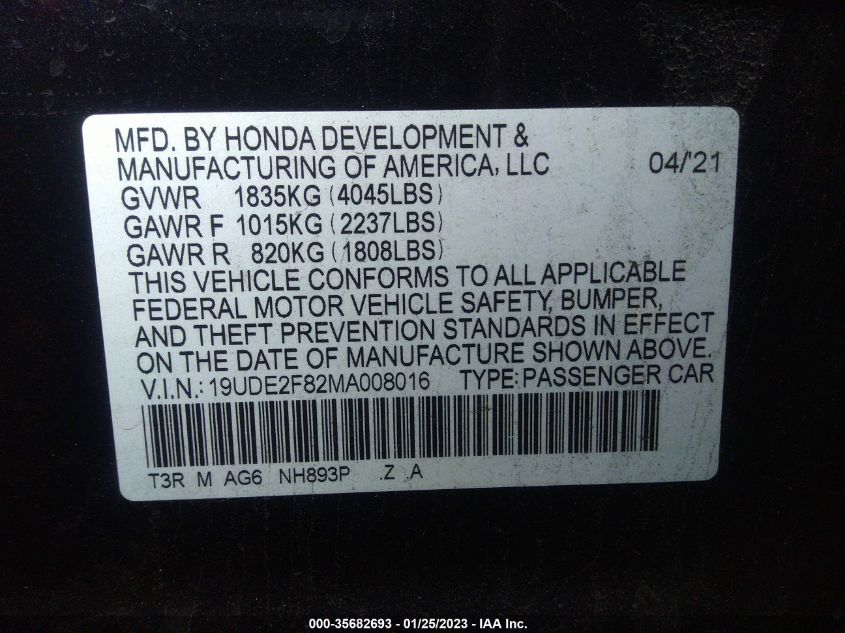 MFD. BY HONDA DEVELOPMENT &
MANUFACTURING OF AMERICA, LLC 04/'21
GVWR 1835KG (4045LBS)
GAWR F 1015KG (2237LBS)
GAWR R 820KG (1808LBS)
THIS VEHICLE CONFORMS TO ALL APPLICABLE
FEDERAL MOTOR VEHICLE SAFETY, BUMPER,
AND THEFT PREVENTION STANDARDS IN EFFECT
ON THE DATE OF MANUFACTURE SHOWN ABOVE.
V.I.N.: 19UDE2F82MA008016 TYPE: PASSENGER CAR
T3R M AG6 NH893P .Z A
000-35682693 - 01/25/2023 - IAA Inc.